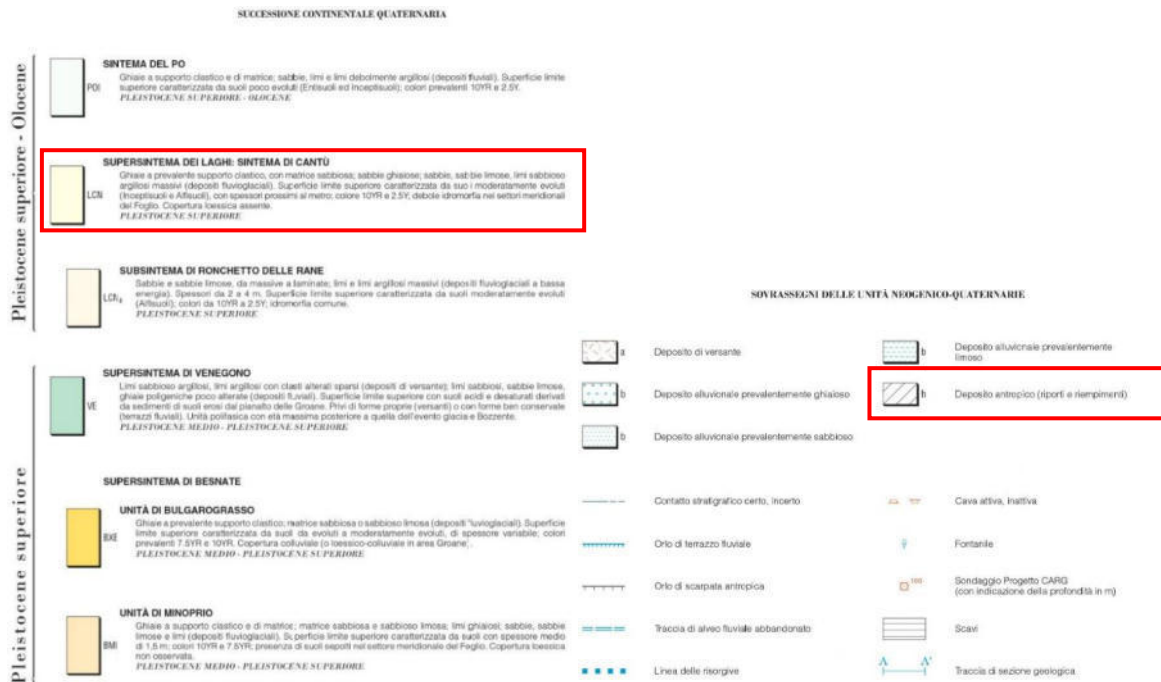 SUCCESSIONE CONTINENTALE QUATERNARIA
Pleistocene superiore - Olocene
SINTEMA DEL PO
POI
Ghiaie a supporto clastico e di matrice; sabbie, limi e limi debolmente argillosi (depositi fluviali). Superficie limite
superiore caratterizzata da suoli poco evoluti (Entisuoli ed Inceptisuoli); colori prevalenti 10YR e 2.5Y.
PLEISTOCENE SUPERIORE - OLOCENE
SUPERSINTEMA DEI LAGHI: SINTEMA DI CANTÙ
LCN
Ghiaie a prevalente supporto clastico, con matrice sabbiosa; sabbie ghiaiose; sabbie, sabbie limose, limi sabbioso
argillosi massivi (depositi fluvioglaciali). Superficie limite superiore caratterizzata da suo i moderatamente evoluti
(Inceptisuoli e Alfisuoli), con spessori prossimi al metro; colore 10YR e 2.5Y; debole idromorfia nei settori meridionali
del Foglio. Copertura loessica assente.
PLEISTOCENE SUPERIORE
SUBSINTEMA DI RONCHETTO DELLE RANE
Sabbie e sabbie limose, da massive a laminate; limi e limi argillosi massivi (depositi fluvioglaciali a bassa
energia). Spessori da 2 a 4 m. Superficie limite superiore caratterizzata da suoli moderatamente evoluti
(Alfisuoli); colori da 10YR a 2.5Y; idromorfia comune.
PLEISTOCENE SUPERIORE
Pleistocene superiore
SUPERSINTEMA DI VENEGONO
VE
Limi sabbioso argillosi, limi argillosi con clasti alterati sparsi (depositi di versante); limi sabbiosi, sabbie limose,
ghiaie poligeniche poco alterate (depositi fluviali). Superficie limite superiore con suoli acidi e desaturati derivati
da sedimenti di suoli erosi dal pianalto delle Groane. Privi di forme proprie (versanti) o con forme ben conservate
(terrazzi fluviali). Unità polifasica con età massima posteriore a quella dell'evento glacia e Bozzente.
PLEISTOCENE MEDIO - PLEISTOCENE SUPERIORE
SUPERSINTEMA DI BESNATE
UNITÀ DI BULGAROGRASSO
BXE
Ghiaie a prevalente supporto clastico, matrice sabbiosa o sabbioso limosa (depositi fluvioglaciali). Superficie
limite superiore caratterizzata da suoli da evoluti a moderatamente evoluti, di spessore variabile; colori
prevalenti 7.5YR e 10YR. Copertura colluviale (o loessico-colluviale in area Groane).
PLEISTOCENE MEDIO - PLEISTOCENE SUPERIORE
UNITÀ DI MINOPRIO
BMI
Ghiaie a supporto clastico e di matrice; matrice sabbiosa e sabbioso limosa; limi ghiaiosi; sabbie, sabbie
limose e limi (depositi fluvioglaciali). Superficie limite superiore caratterizzata da suoli con spessore medio
di 1,5 m; colori 10YR e 7.5YR; presenza di suoli sepolti nel settore meridionale del Foglio. Copertura loessica
non osservata.
PLEISTOCENE MEDIO - PLEISTOCENE SUPERIORE
SOVRASSEGNI DELLE UNITÀ NEOGENICO-QUATERNARIE
a Deposito di versante
b Deposito alluvionale prevalentemente ghiaioso
b Deposito alluvionale prevalentemente sabbioso
b Deposito alluvionale prevalentemente
limoso
h Deposito antropico (riporti e riempimenti)
Contatto stratigrafico certo, incerto
Orlo di terrazzo fluviale
Orlo di scarpata antropica
Traccia di alveo fluviale abbandonato
Linea delle risorgive
Cava attiva, inattiva
Fontanile
100 Sondaggio Progetto CARG
(con indicazione della profondità in m)
Scavi
A A' Traccia di sezione geologica